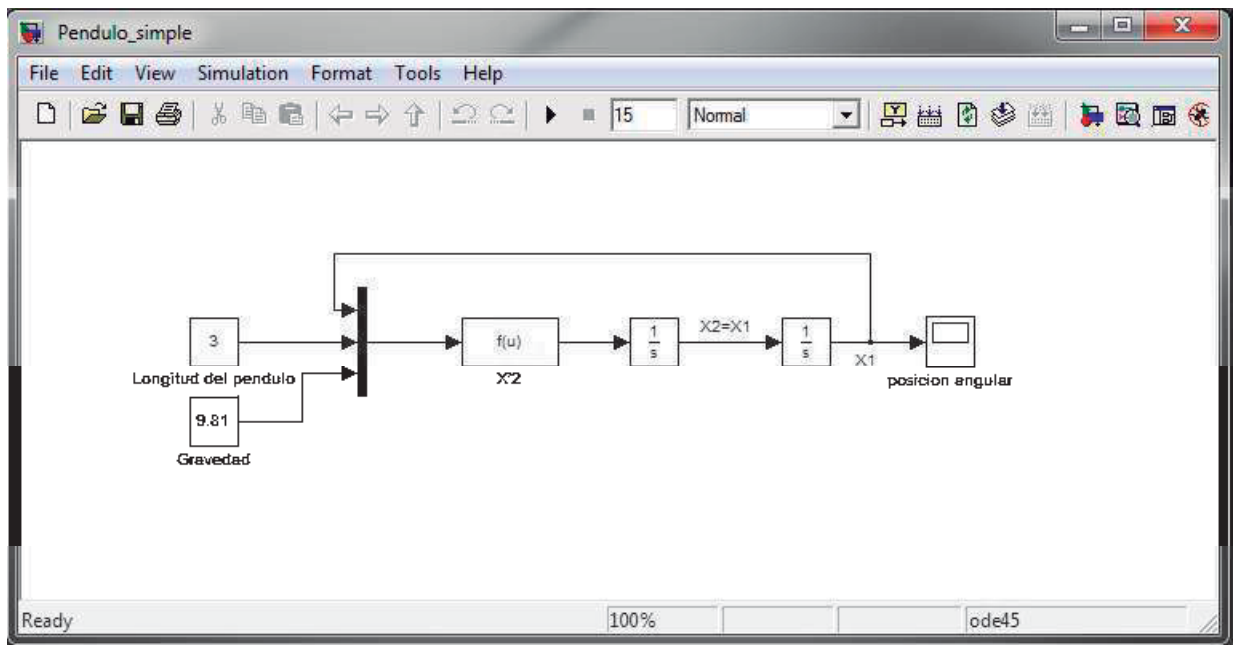 Pendulo_simple
File Edit View Simulation Format Tools Help
15 Normal
3
Longitud del pendulo
9.81
Gravedad
f(u)
X'2
1
s
X2=X1
1
s
X1
posicion angular
Ready 100% ode45